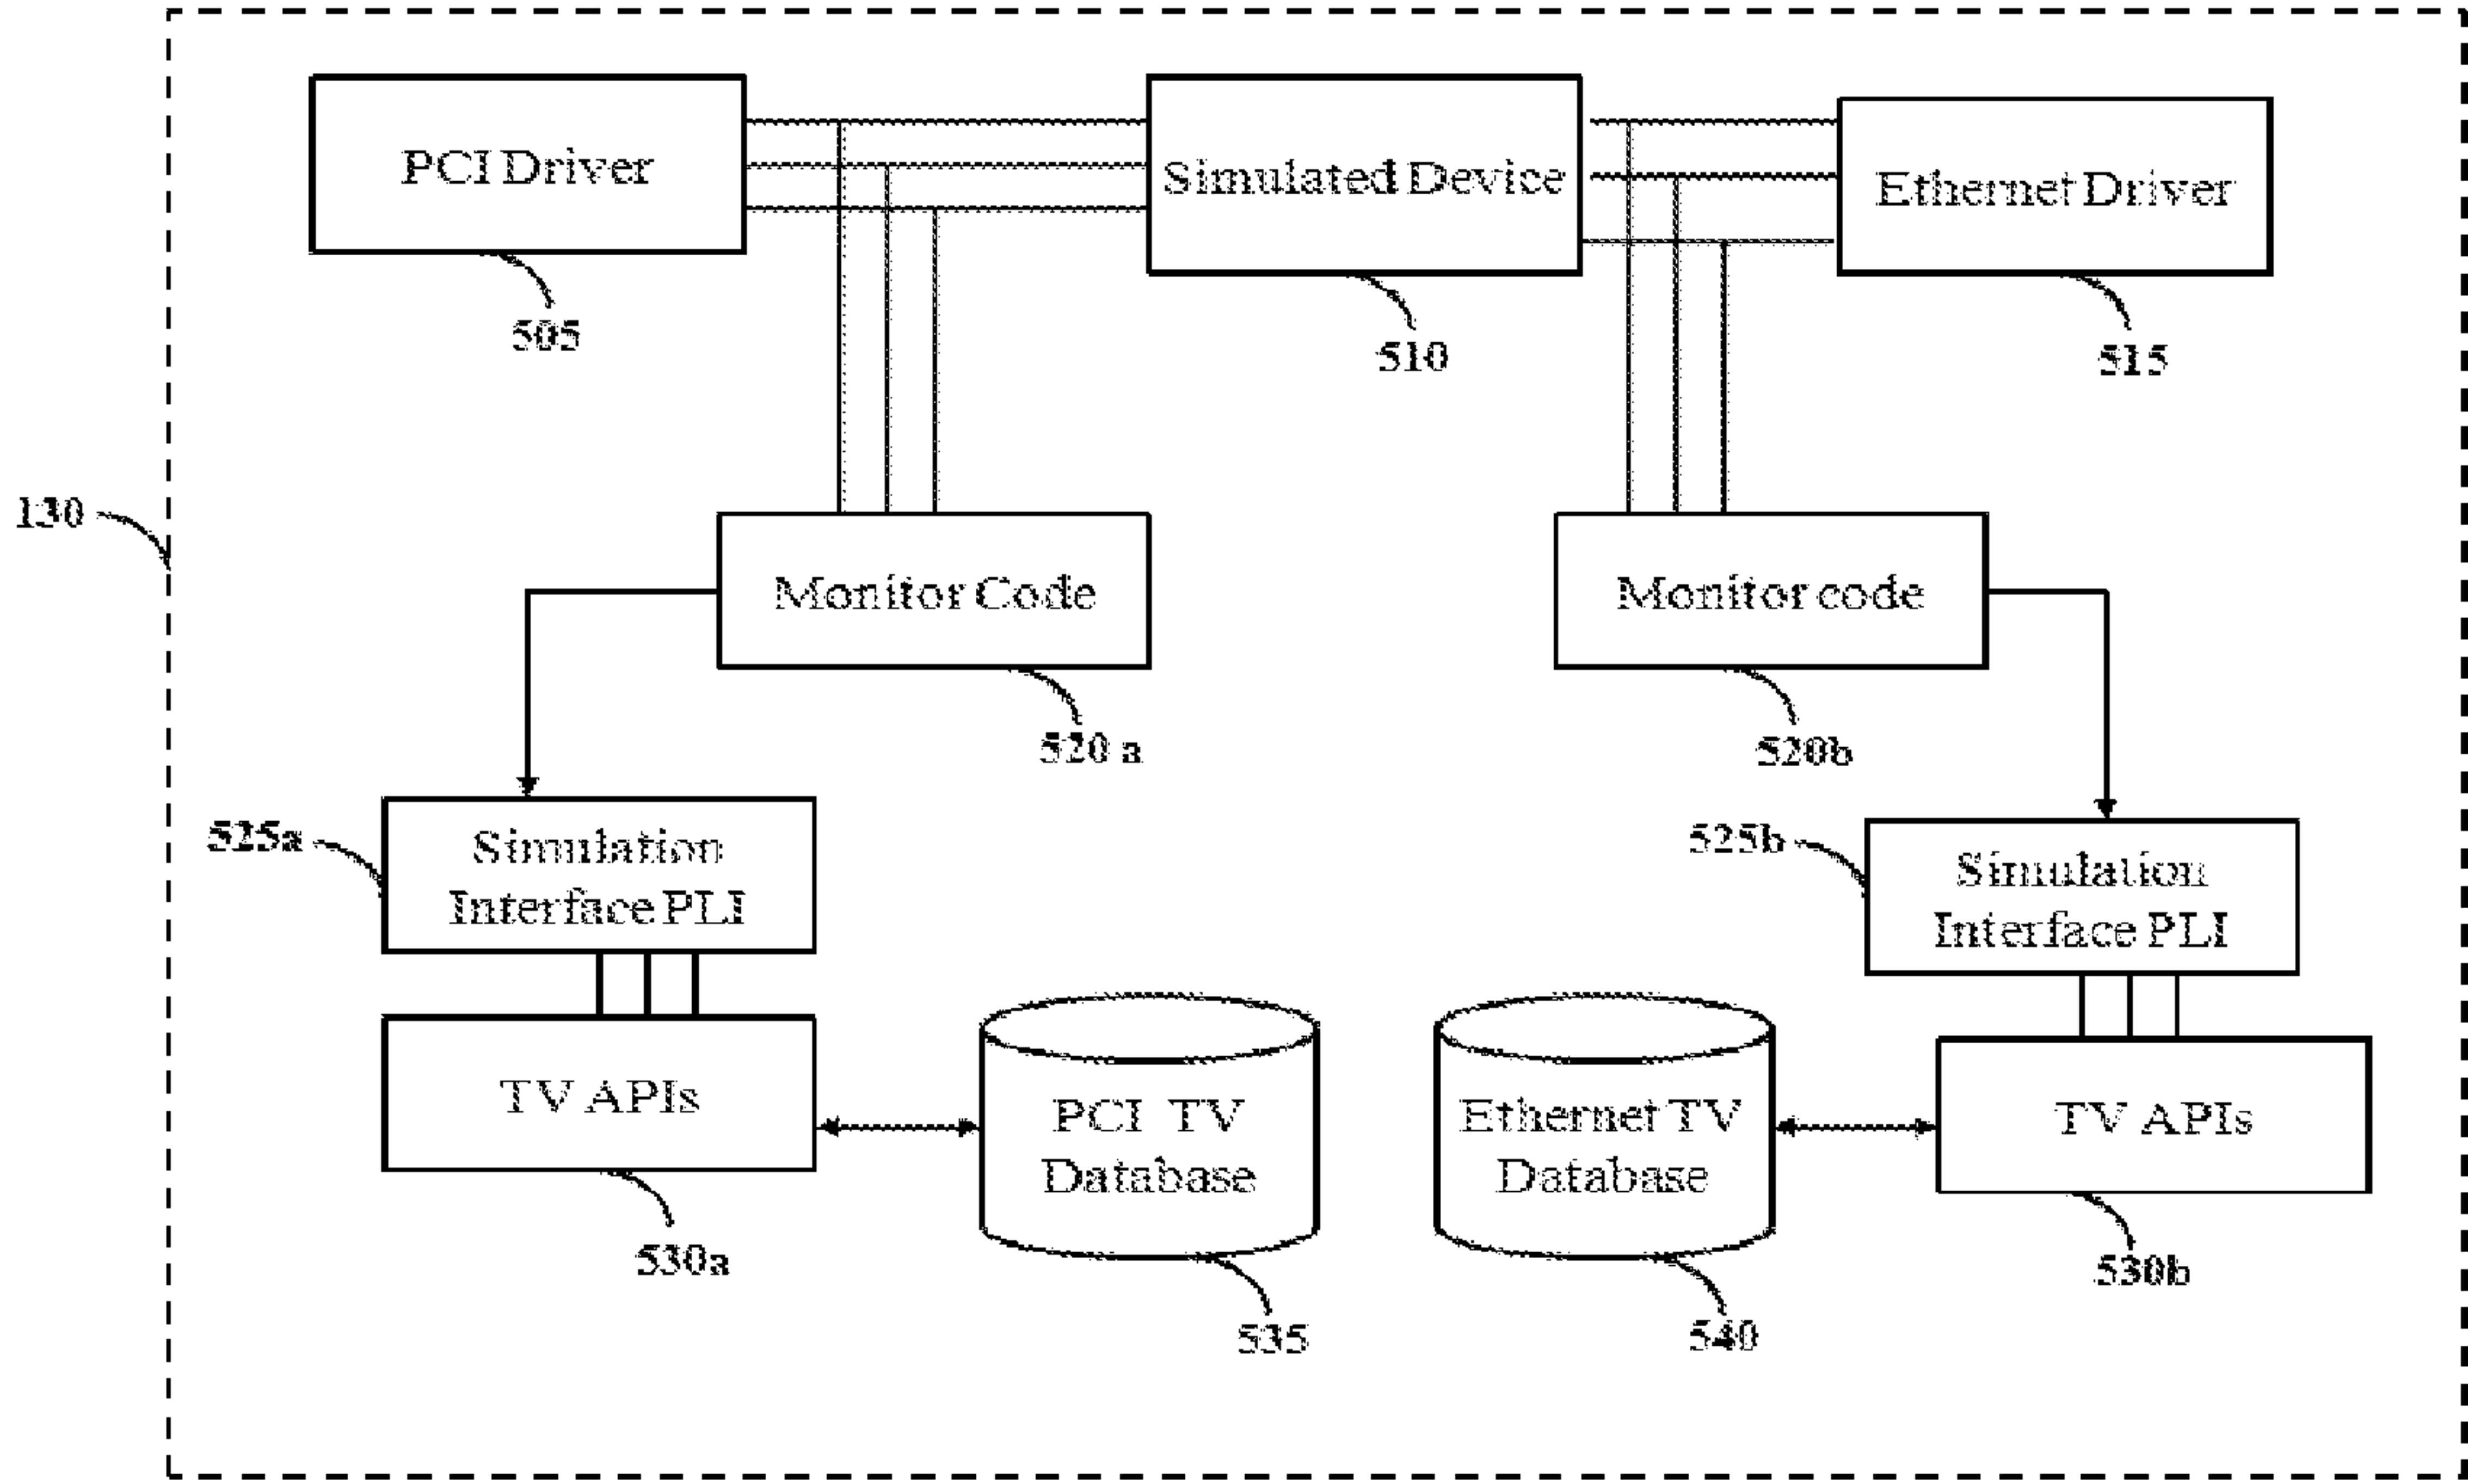 PCI Driver
Simulated Device
Ethernet Driver
505
510
515
130
Monitor Code
Monitor code
520 a
520b
525a
Simulation
Interface PLI
525b
Simulation
Interface PLI
TV APIs
PCI TV
Database
Ethernet TV
Database
TV APIs
530a
535
540
530b